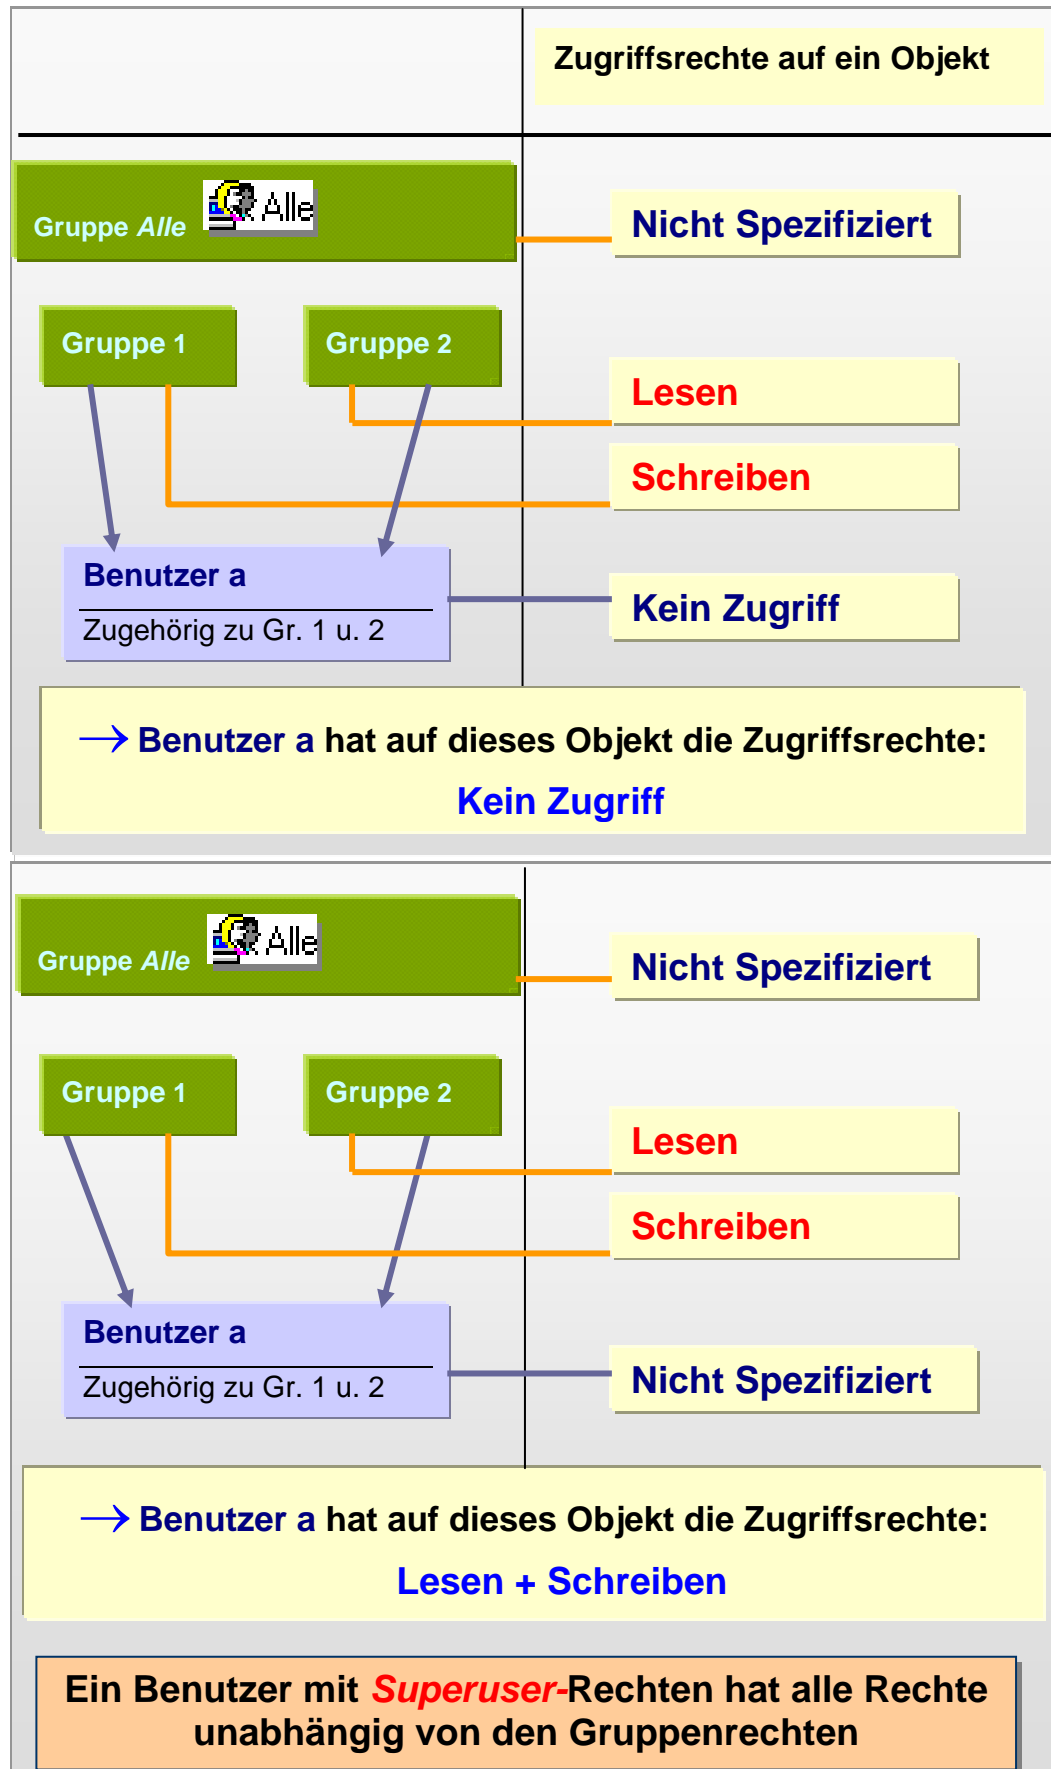 Zugriffsrechte auf ein Objekt
Gruppe Alle
Alle
Nicht Spezifiziert
Gruppe 1
Gruppe 2
Lesen
Schreiben
Benutzer a
Zugehörig zu Gr. 1 u. 2
Kein Zugriff
→ Benutzer a hat auf dieses Objekt die Zugriffsrechte:
Kein Zugriff
Gruppe Alle
Alle
Nicht Spezifiziert
Gruppe 1
Gruppe 2
Lesen
Schreiben
Benutzer a
Zugehörig zu Gr. 1 u. 2
Nicht Spezifiziert
→ Benutzer a hat auf dieses Objekt die Zugriffsrechte:
Lesen + Schreiben
Ein Benutzer mit Superuser-Rechten hat alle Rechte
unabhängig von den Gruppenrechten